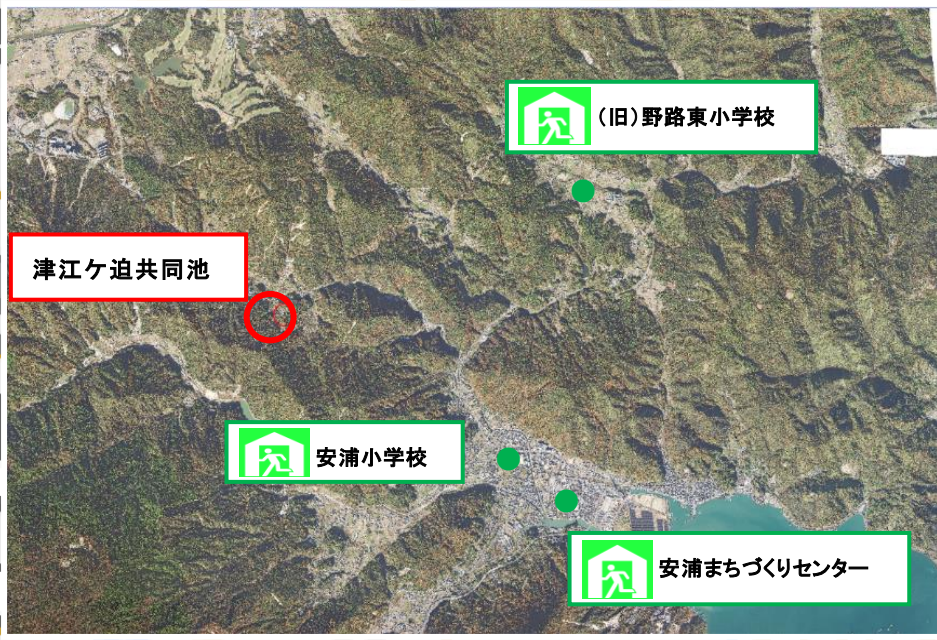 (旧)野路東小学校
津江ケ迫共同池
安浦小学校
安浦まちづくりセンター